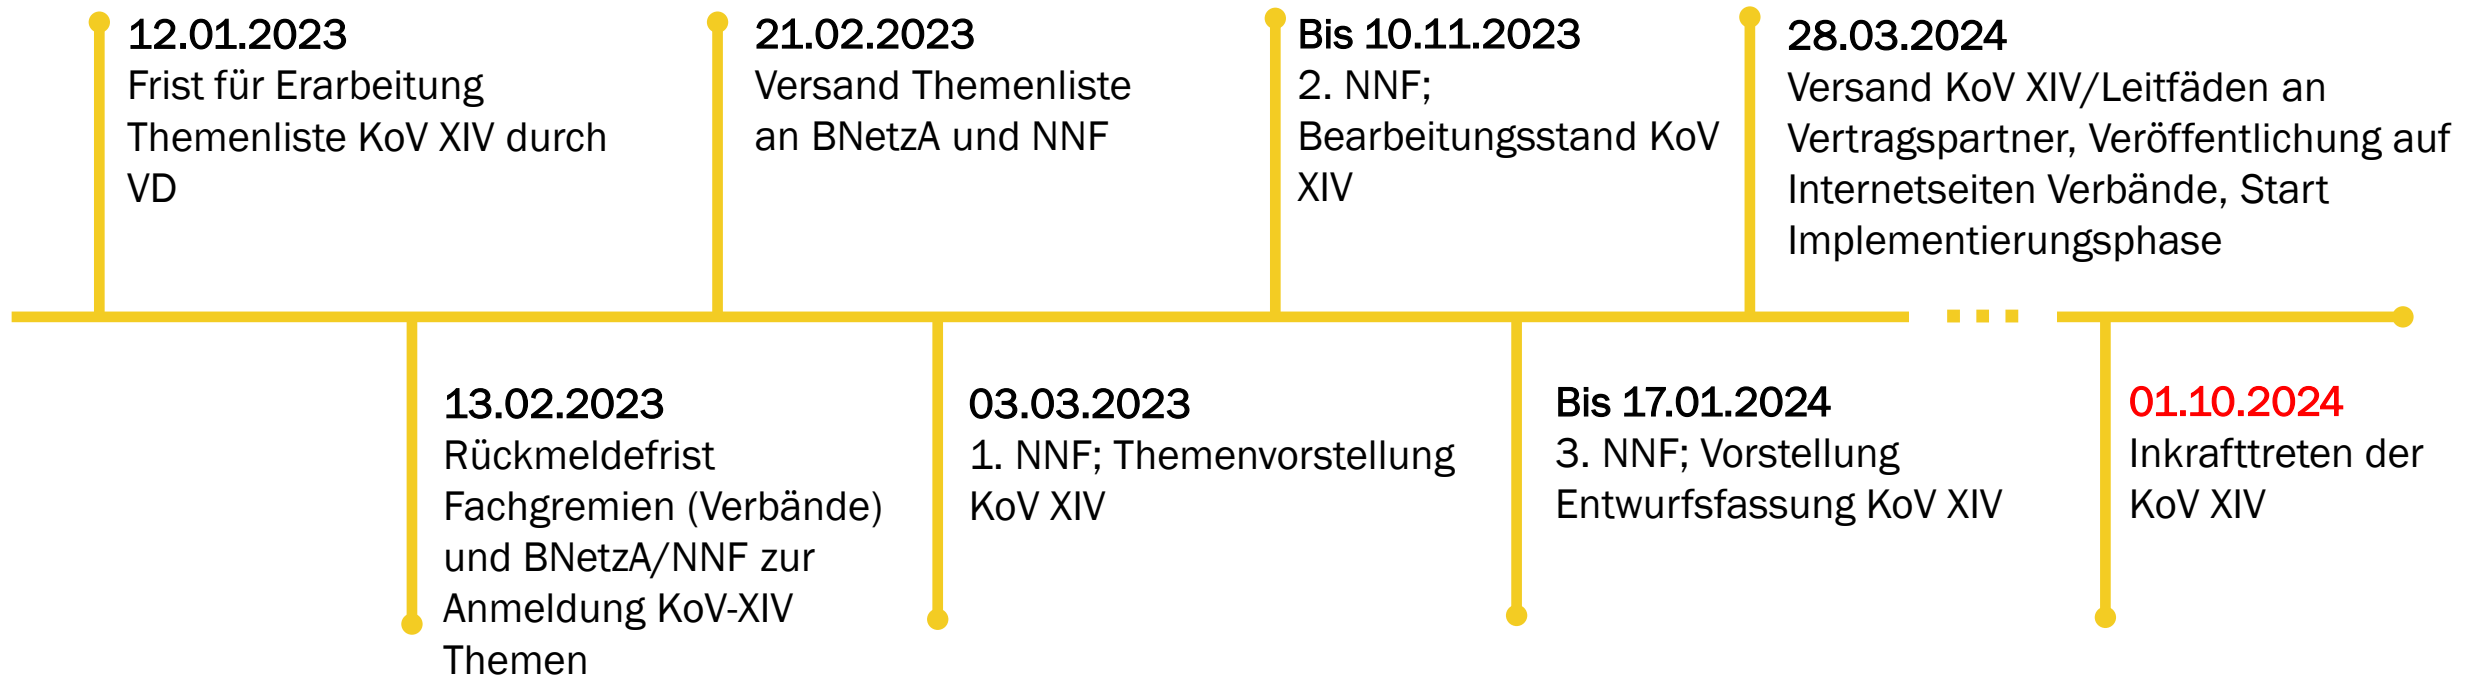 12.01.2023
Frist für Erarbeitung
Themenliste KoV XIV durch
VD
13.02.2023
Rückmeldefrist
Fachgremien (Verbände)
und BNetzA/NNF zur
Anmeldung KoV-XIV
Themen
21.02.2023
Versand Themenliste
an BNetzA und NNF
03.03.2023
1. NNF; Themenvorstellung
KoV XIV
Bis 10.11.2023
2. NNF;
Bearbeitungsstand KoV
XIV
Bis 17.01.2024
3. NNF; Vorstellung
Entwurfsfassung KoV XIV
28.03.2024
Versand KoV XIV/Leitfäden an
Vertragspartner, Veröffentlichung auf
Internetseiten Verbände, Start
Implementierungsphase
01.10.2024
Inkrafttreten der
KoV XIV